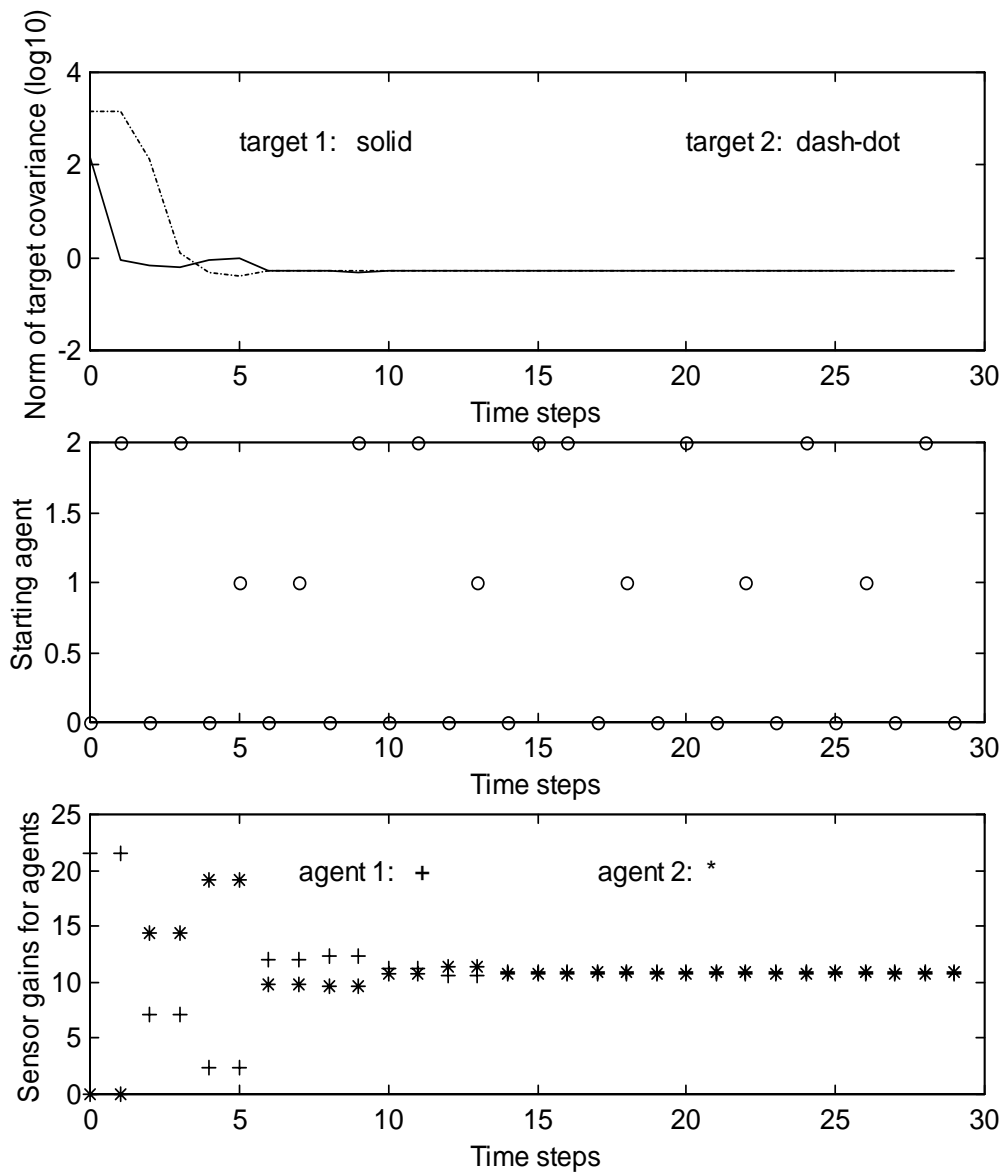 Norm of target covariance (log10)
4
2
0
-2
target 1: solid
target 2: dash-dot
0 5 10 15 20 25 30
Time steps
Starting agent
2
1.5
1
0.5
0
0 5 10 15 20 25 30
Time steps
Sensor gains for agents
25
20
15
10
5
0
agent 1: +
agent 2: *
0 5 10 15 20 25 30
Time steps